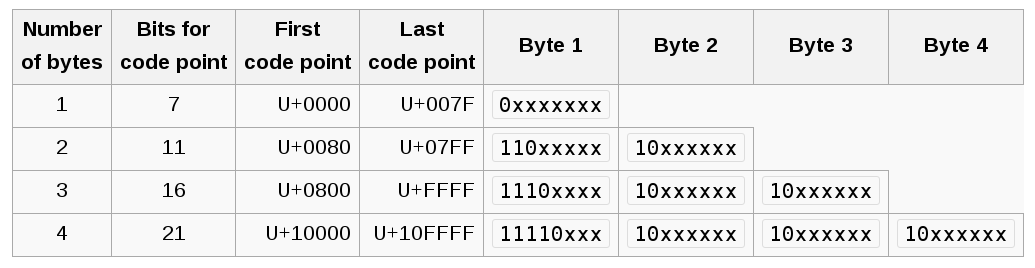 Number of bytes Bits for code point First code point Last code point Byte 1 Byte 2 Byte 3 Byte 4
1 7 U+0000 U+007F 0xxxxxxx
2 11 U+0080 U+07FF 110xxxxx 10xxxxxx
3 16 U+0800 U+FFFF 1110xxxx 10xxxxxx 10xxxxxx
4 21 U+10000 U+10FFFF 11110xxx 10xxxxxx 10xxxxxx 10xxxxxx